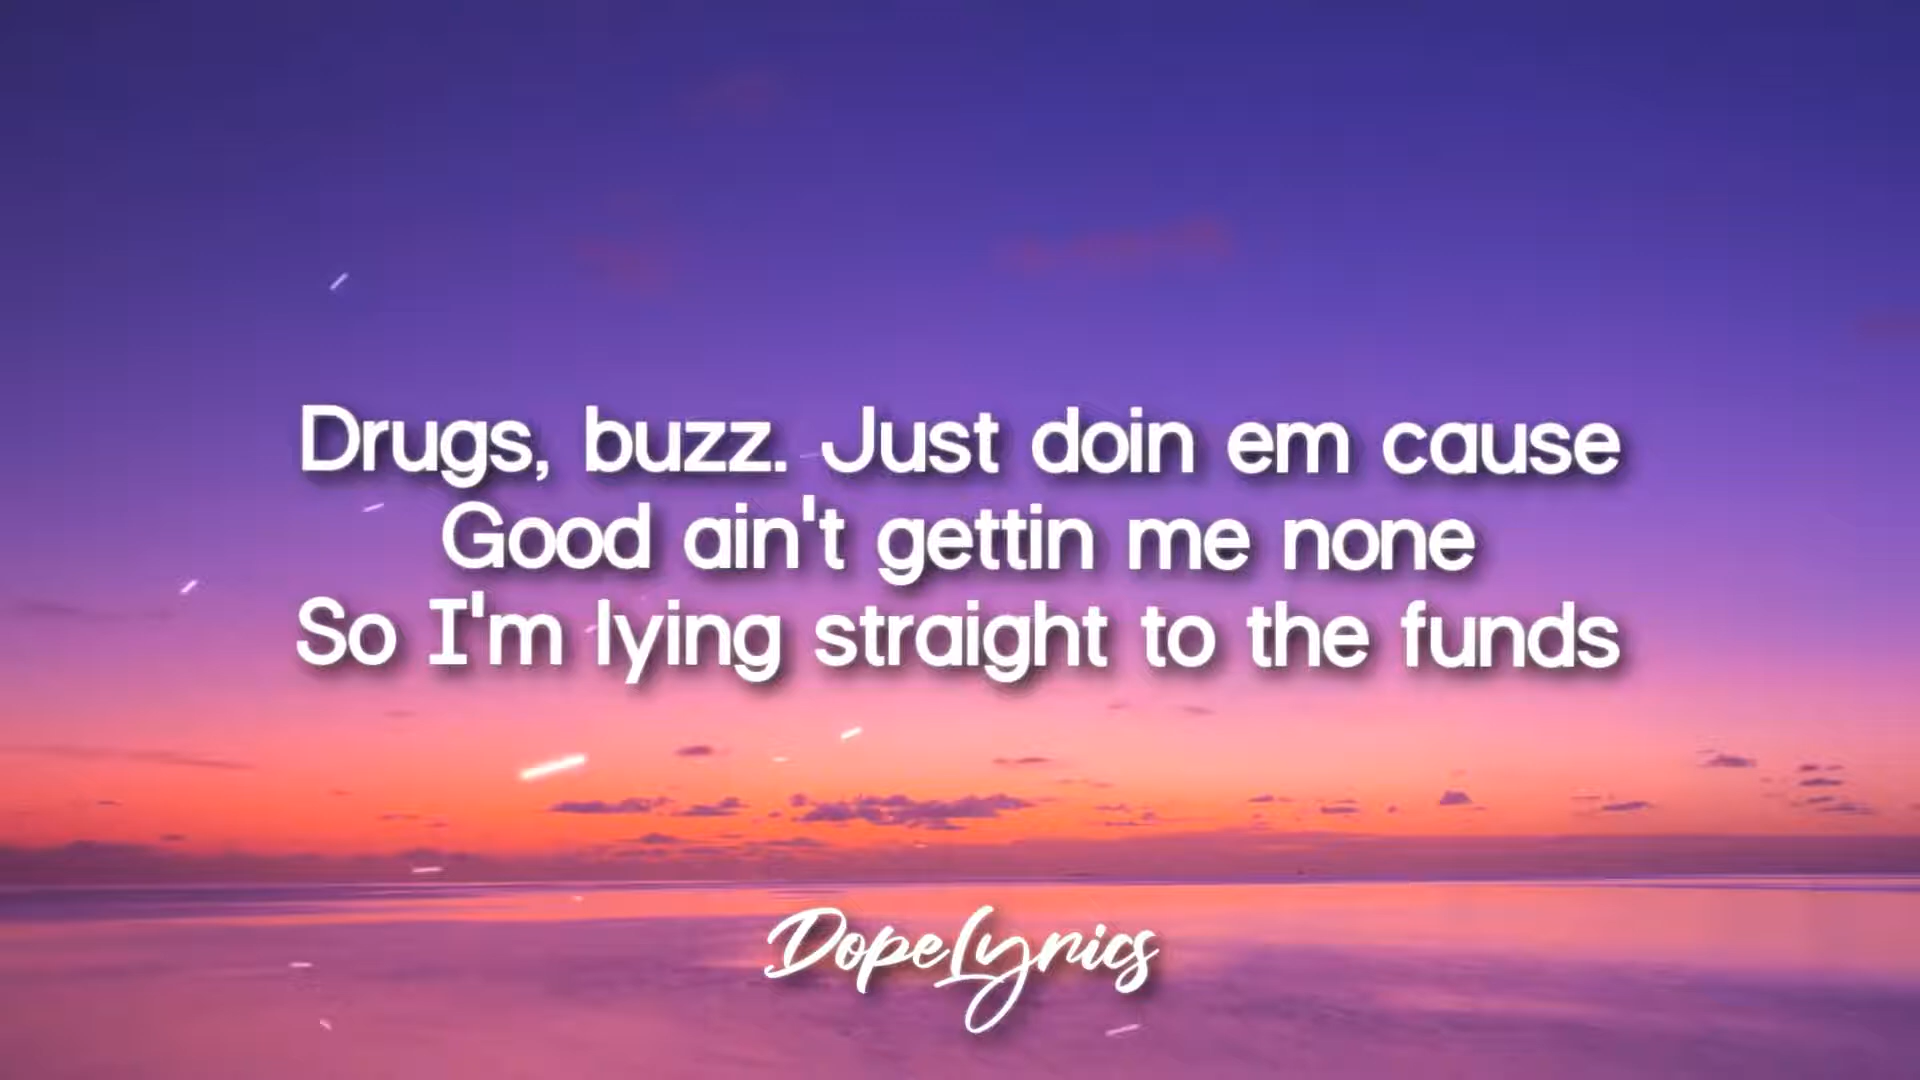 Drugs, buzz. Just doin em cause
Good ain't gettin me none
So I'm lying straight to the funds
DopeLyrics